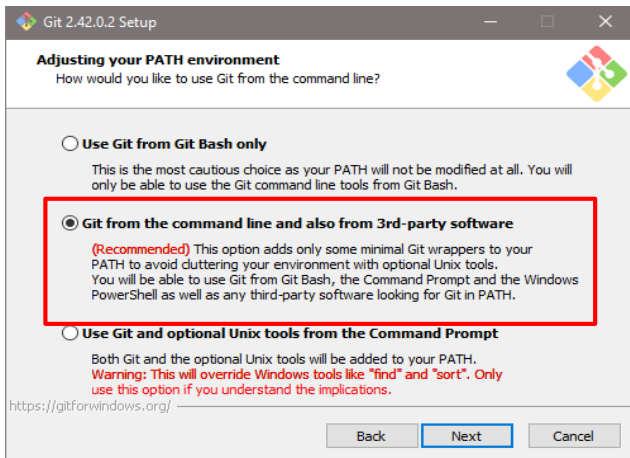 Git 2.42.0.2 Setup
Adjusting your PATH environment
How would you like to use Git from the command line?
Use Git from Git Bash only
This is the most cautious choice as your PATH will not be modified at all. You will
only be able to use the Git command line tools from Git Bash.
Git from the command line and also from 3rd-party software
(Recommended) This option adds only some minimal Git wrappers to your
PATH to avoid cluttering your environment with optional Unix tools.
You will be able to use Git from Git Bash, the Command Prompt and the Windows
PowerShell as well as any third-party software looking for Git in PATH.
Use Git and optional Unix tools from the Command Prompt
Both Git and the optional Unix tools will be added to your PATH.
Warning: This will override Windows tools like "find" and "sort". Only
use this option if you understand the implications.
https://gitforwindows.org/
Back Next Cancel